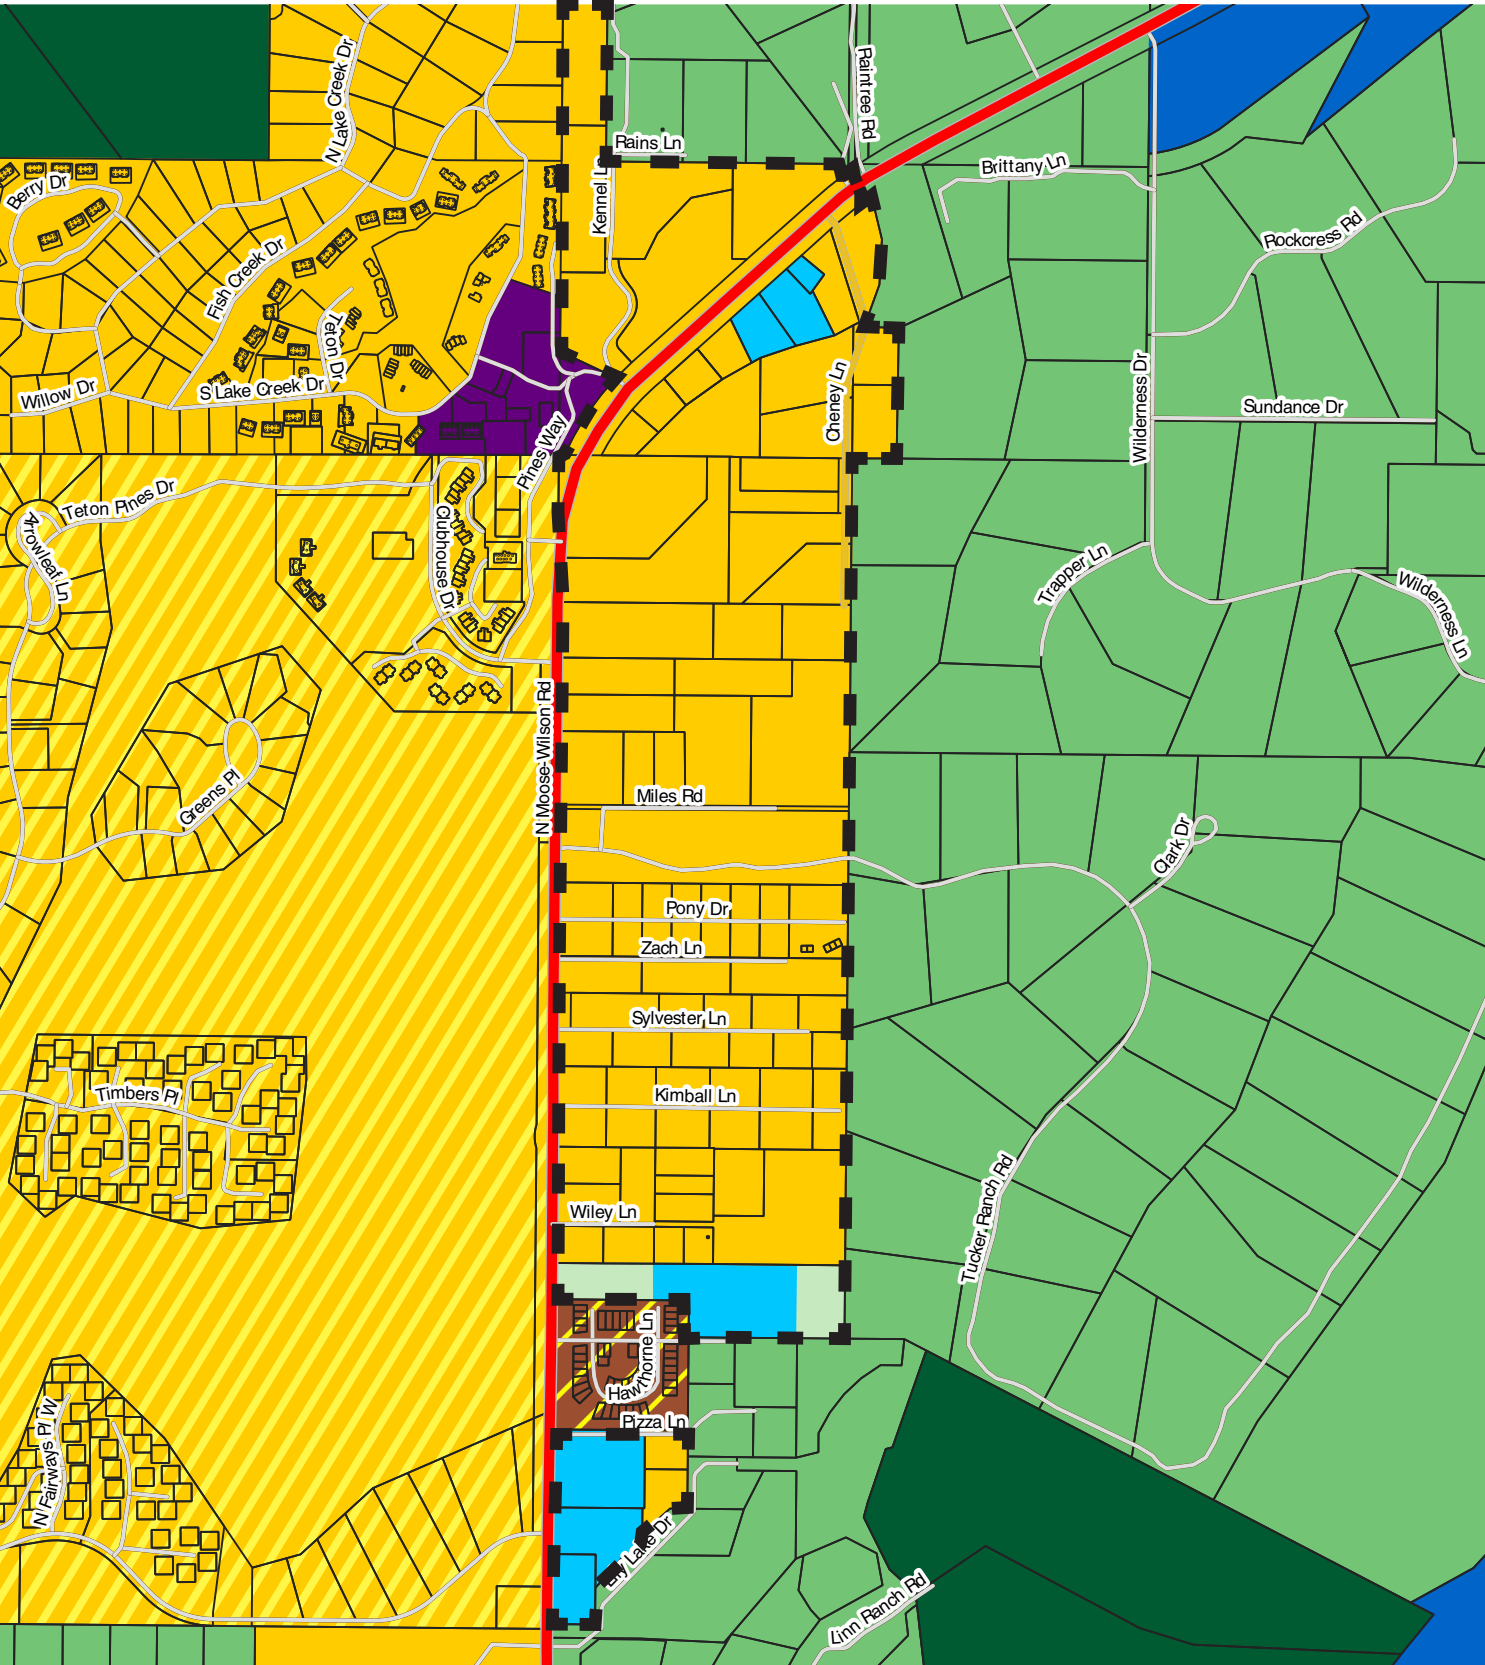 N Lake Creek Dr
Raintree Rd
Rains Ln
Brittany Ln
Berry Dr
Kennel Ln
Rockcress Rd
Fish Creek Dr
Teton Dr
Willow Dr
S Lake Creek Dr
Cheney Ln
Wilderness Dr
Sundance Dr
Pines Way
Teton Pines Dr
Arrowleaf Ln
Clubhouse Dr
Trapper Ln
Wilderness Ln
N Moose-Wilson Rd
Greens Pl
Miles Rd
Clark Dr
Pony Dr
Zach Ln
Sylvester Ln
Timbers Pl
Kimball Ln
Wiley Ln
Tucker Ranch Rd
Hawthorne Ln
Pizza Ln
N Fairways Pl W
Lily Lake Dr
Linn Ranch Rd